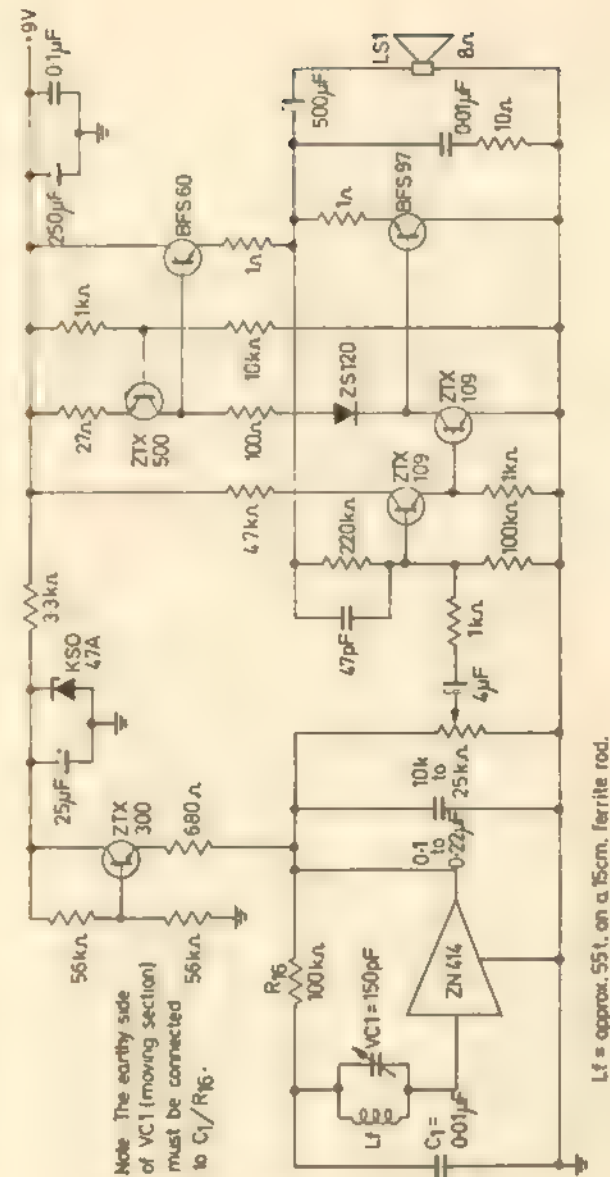 +9V
0·1μF
250μF
BFS 60
1kΩ
27Ω
ZTX
500
3·3kΩ
KSO
47A
25μF
ZTX
300
680Ω
56kΩ
56kΩ
Note The earthy side
of VC1 (moving section)
must be connected
to C₁/R₁₆.
1Ω
10kΩ
100Ω
47kΩ
LS1
8Ω
500μF
0·01μF
10Ω
1Ω
BFS 97
ZS120
ZTX
109
ZTX
109
220kΩ
47pF
1kΩ
100kΩ
1kΩ
4μF
10k
to
25kΩ
0·1
to
0·22μF
R₁₆
100kΩ
VC1 = 150pF
Lf
ZN 414
C₁ =
0·01μF
Lf = approx. 55t. on a 15cm. ferrite rod.